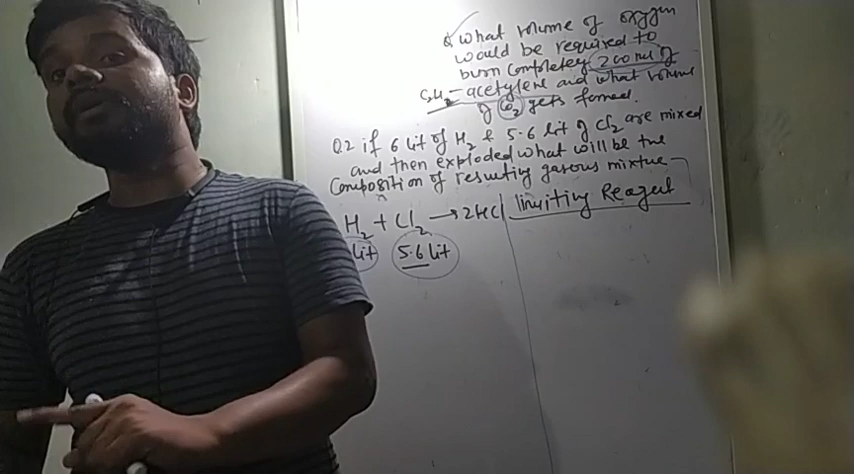 Q what volume of oxygen
would be required to
burn completely 200 ml of
C2H2 - acetylene and what volume
of CO2 gets formed.
Q.2 if 6 lit of H2 & 5.6 lit of Cl2 are mixed
and then exploded what will be the
Composition of resulting gaseous mixture
H2 + Cl2 → 2HCl
lit 5.6 lit
limiting Reagent